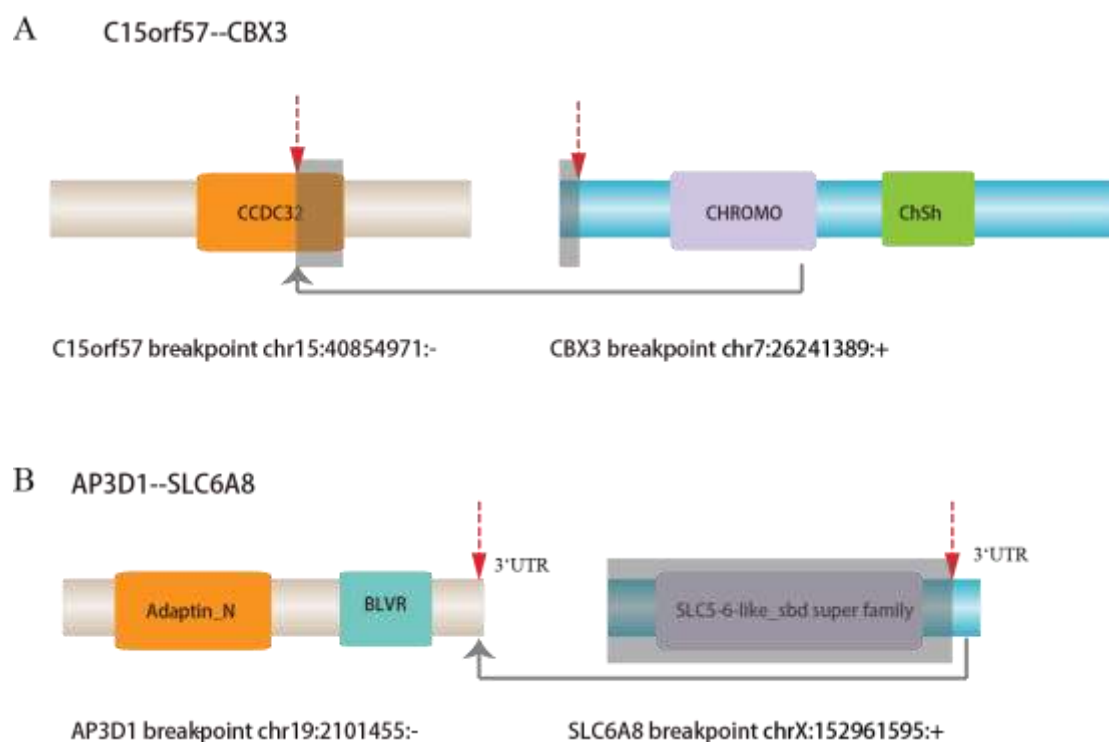 A C15orf57--CBX3
CCDC32 CHROMO ChSh
C15orf57 breakpoint chr15:40854971:- CBX3 breakpoint chr7:26241389:+
B AP3D1--SLC6A8
3'UTR 3'UTR
Adaptin_N BLVR SLC5-6-like_sbd super family
AP3D1 breakpoint chr19:2101455:- SLC6A8 breakpoint chrX:152961595:+